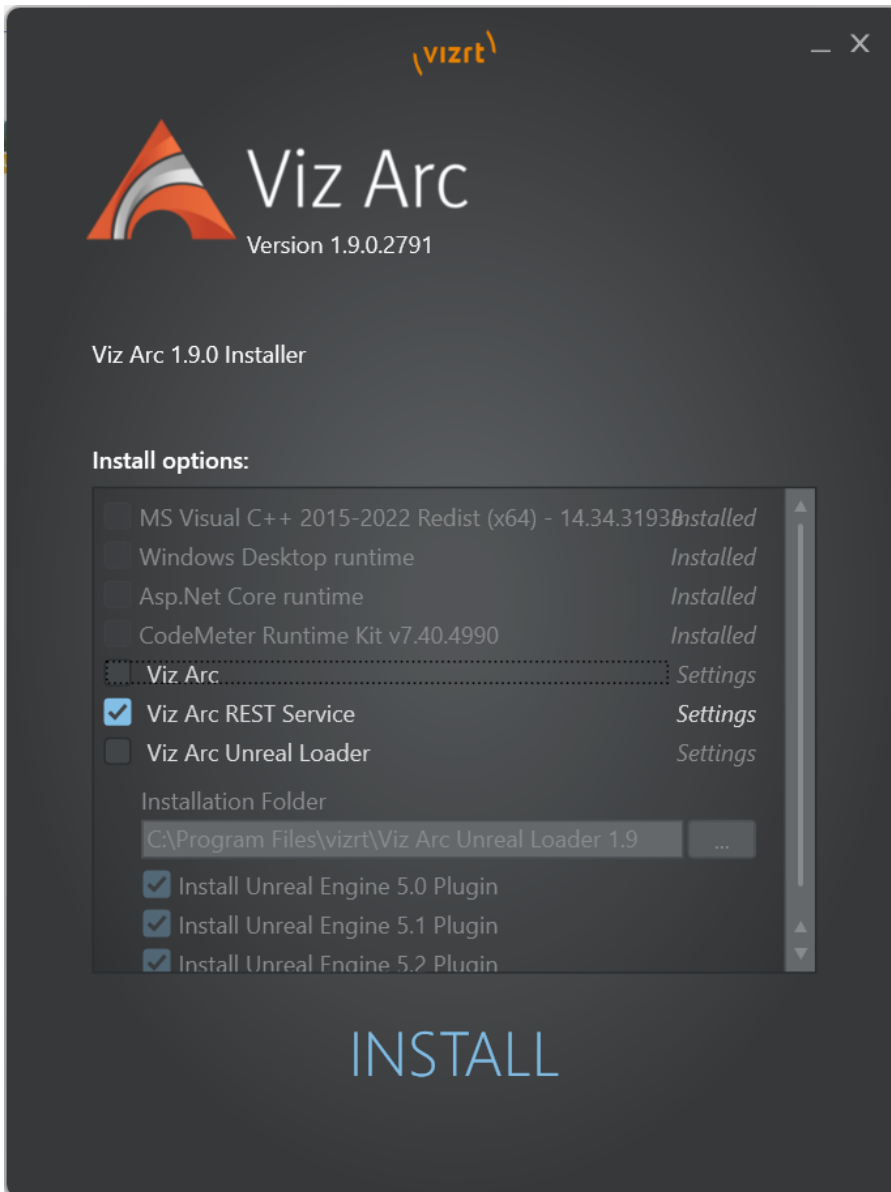 vizrt
Viz Arc
Version 1.9.0.2791
Viz Arc 1.9.0 Installer
Install options:
MS Visual C++ 2015-2022 Redist (x64) - 14.34.31938 Installed
Windows Desktop runtime Installed
Asp.Net Core runtime Installed
CodeMeter Runtime Kit v7.40.4990 Installed
Viz Arc Settings
Viz Arc REST Service Settings
Viz Arc Unreal Loader Settings
Installation Folder
C:\Program Files\vizrt\Viz Arc Unreal Loader 1.9 ...
Install Unreal Engine 5.0 Plugin
Install Unreal Engine 5.1 Plugin
Install Unreal Engine 5.2 Plugin
INSTALL